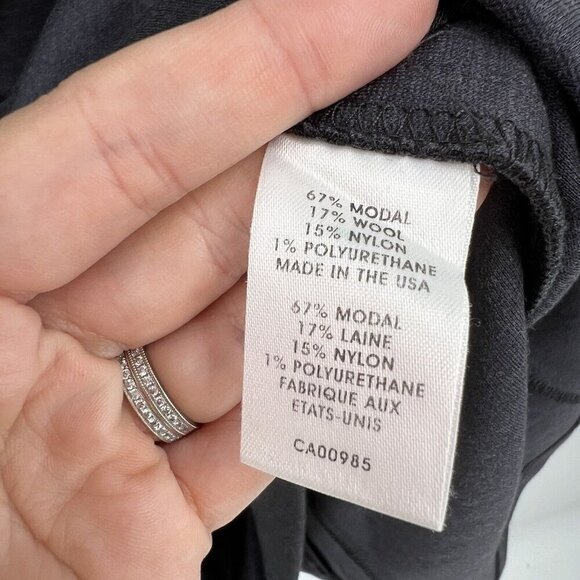 67% MODAL
17% WOOL
15% NYLON
1% POLYURETHANE
MADE IN THE USA
67% MODAL
17% LAINE
15% NYLON
1% POLYURETHANE
FABRIQUE AUX
ETATS-UNIS
CA00985